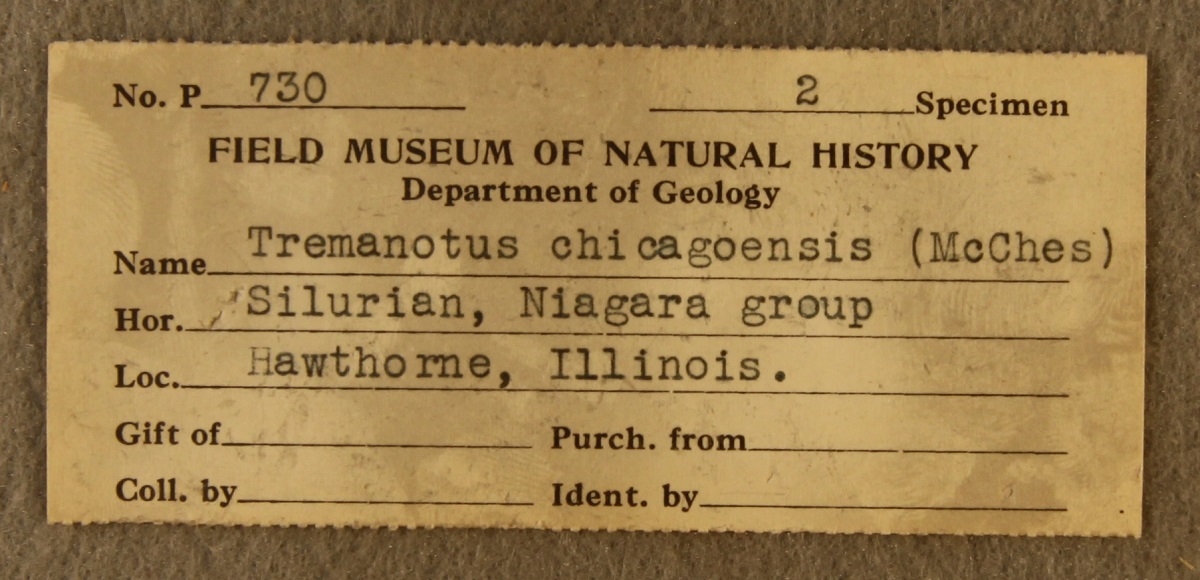 No. P 730 2 Specimen
FIELD MUSEUM OF NATURAL HISTORY
Department of Geology
Name Tremanotus chicagoensis (McChes)
Hor. Silurian, Niagara group
Loc. Hawthorne, Illinois.
Gift of Purch. from
Coll. by Ident. by